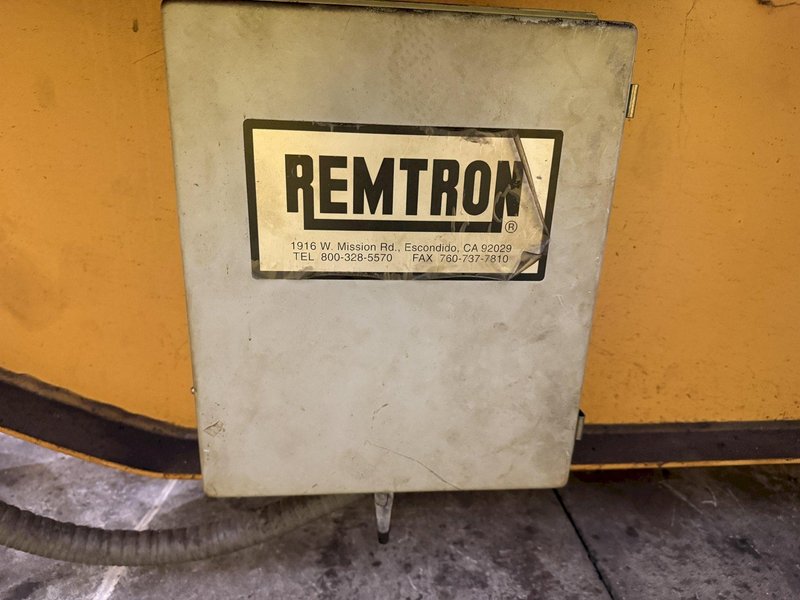 REMTRON®
1916 W. Mission Rd., Escondido, CA 92029
TEL 800-328-5570 FAX 760-737-7810